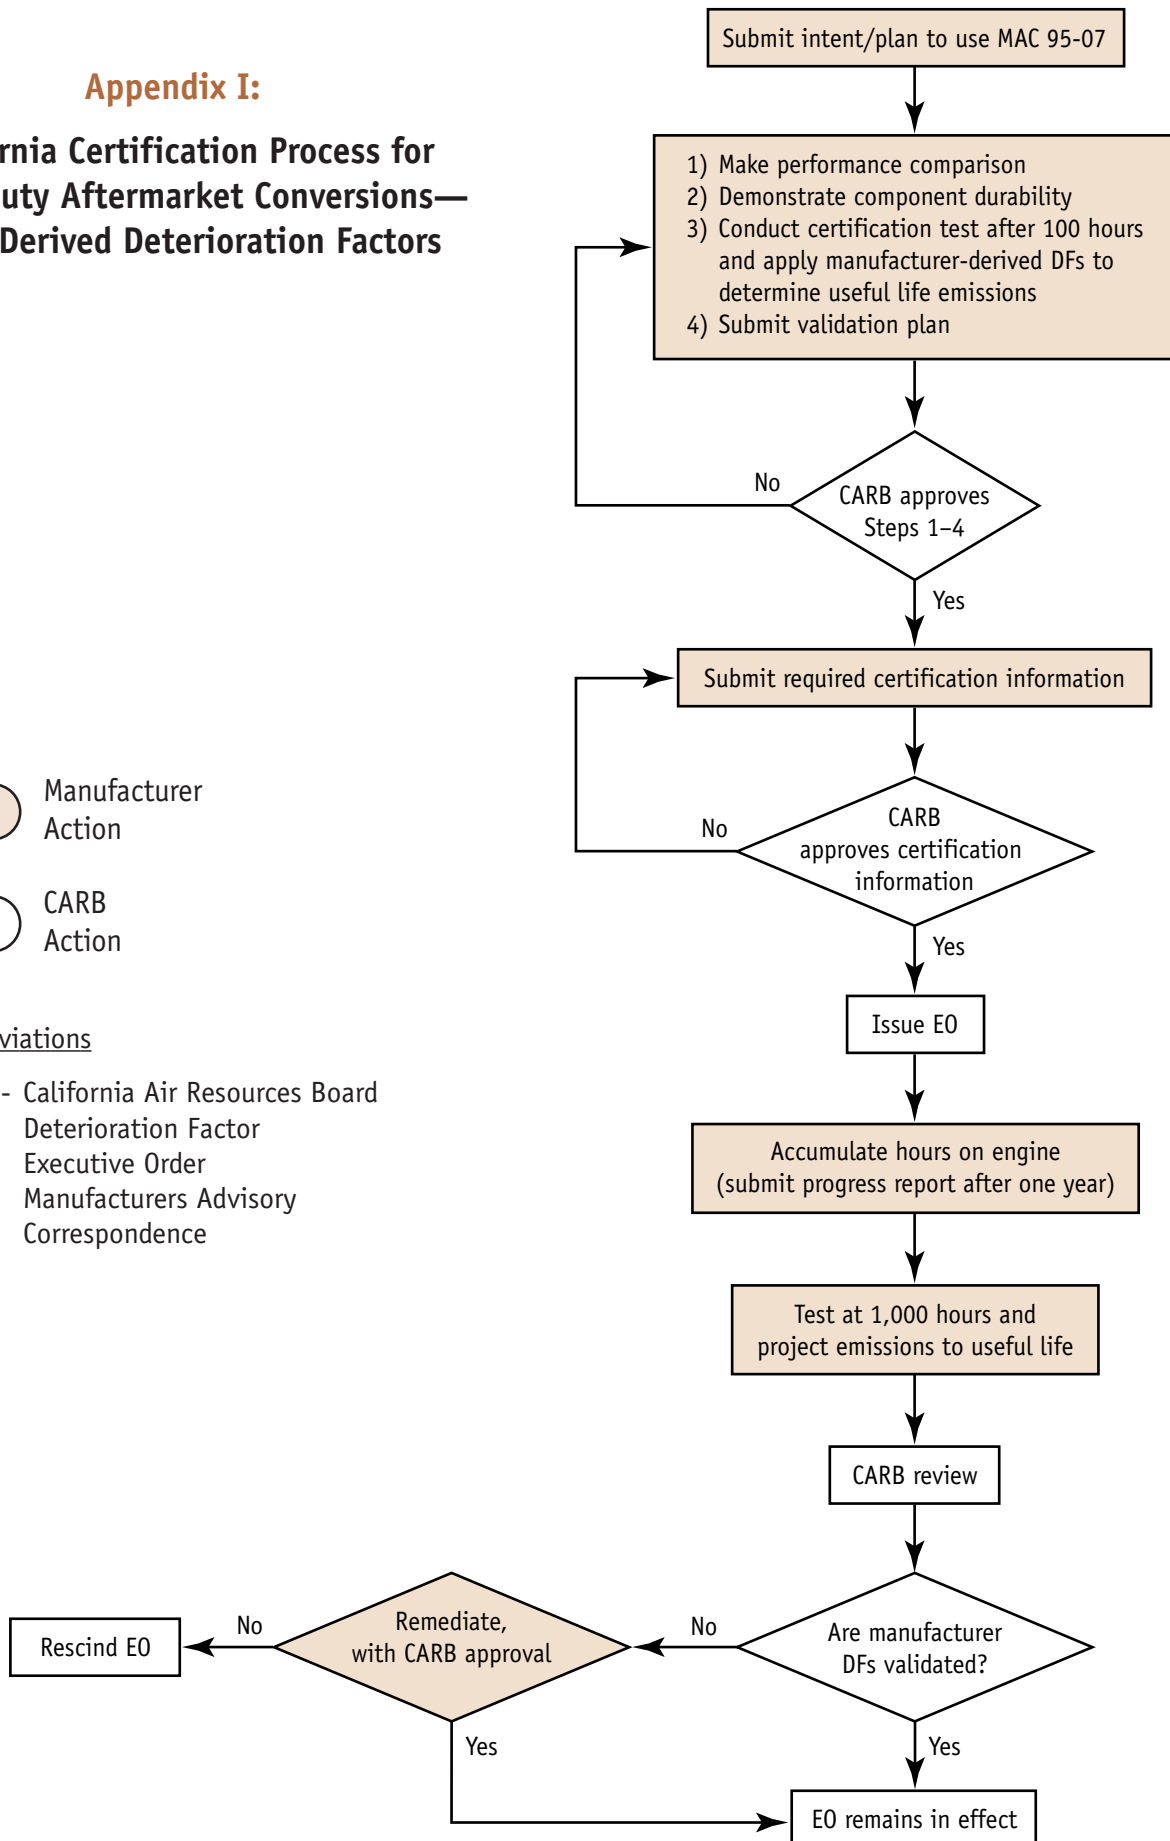 Submit intent/plan to use MAC 95-07
Appendix I:
rnia Certification Process for
uty Aftermarket Conversions—
Derived Deterioration Factors
1) Make performance comparison
2) Demonstrate component durability
3) Conduct certification test after 100 hours
and apply manufacturer-derived DFs to
determine useful life emissions
4) Submit validation plan
No
CARB approves
Steps 1–4
Yes
Submit required certification information
No
CARB
approves certification
information
Yes
Manufacturer
Action
CARB
Action
Issue EO
viations
- California Air Resources Board
Deterioration Factor
Executive Order
Manufacturers Advisory
Correspondence
Accumulate hours on engine
(submit progress report after one year)
Test at 1,000 hours and
project emissions to useful life
CARB review
Are manufacturer
DFs validated?
No
Remediate,
with CARB approval
No
Rescind EO
Yes
Yes
EO remains in effect